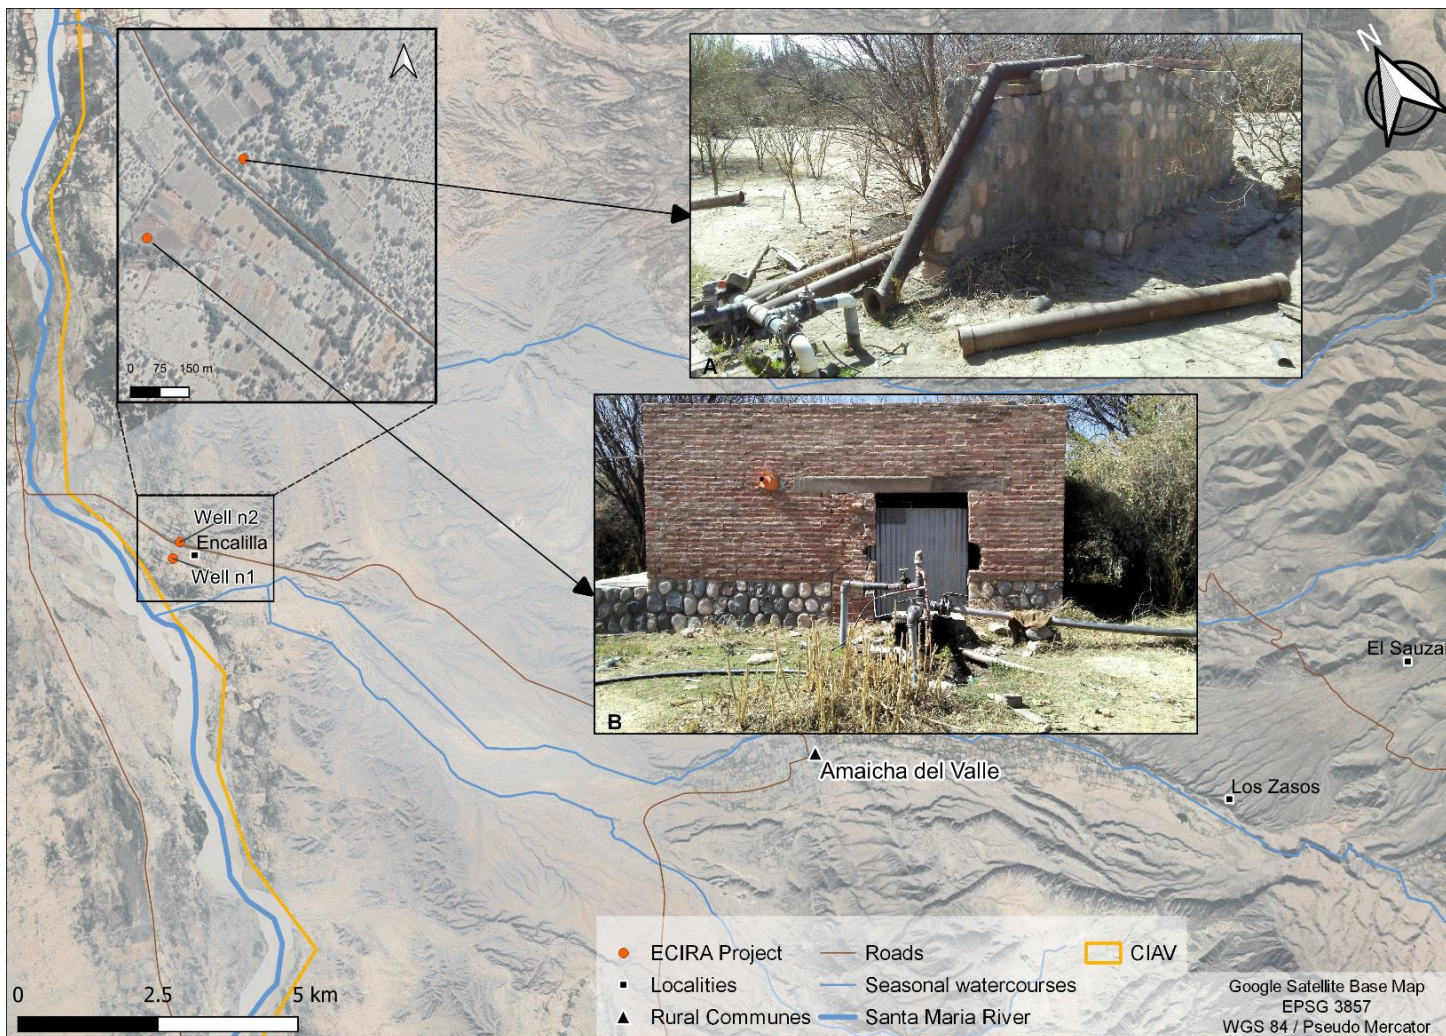 N
0 75 150 m
A
Well n2
Encalilla
Well n1
B
El Sauzal
Amaicha del Valle
Los Zasos
ECIRA Project
Roads
CIAV
Localities
Seasonal watercourses
Rural Communes
Santa Maria River
0 2.5 5 km
Google Satellite Base Map
EPSG 3857
WGS 84 / Pseudo Mercator